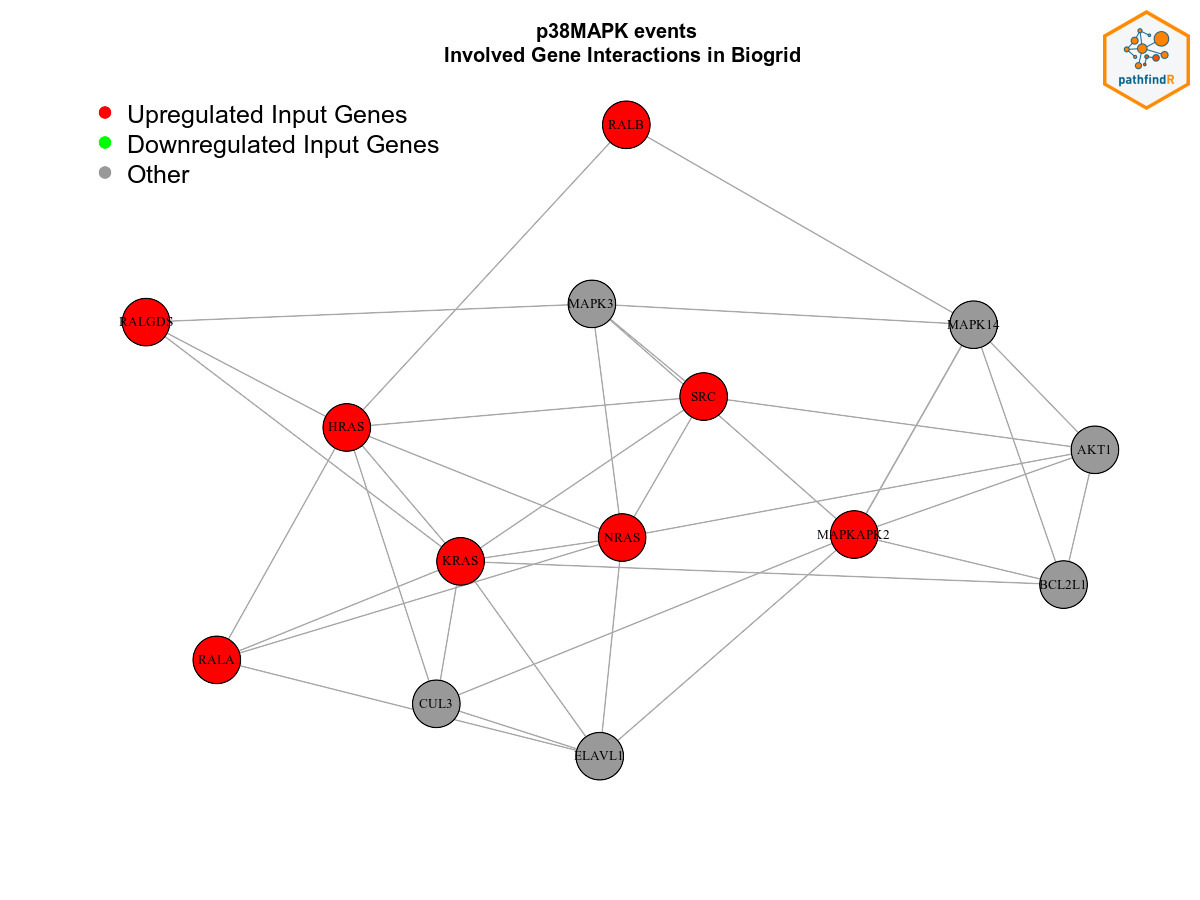 p38MAPK events
Involved Gene Interactions in Biogrid
pathfindR
Upregulated Input Genes
Downregulated Input Genes
Other
RALB
MAPK3
RALGDS
MAPK14
SRC
HRAS
AKT1
NRAS
MAPKAPK2
KRAS
BCL2L1
RALA
CUL3
ELAVL1